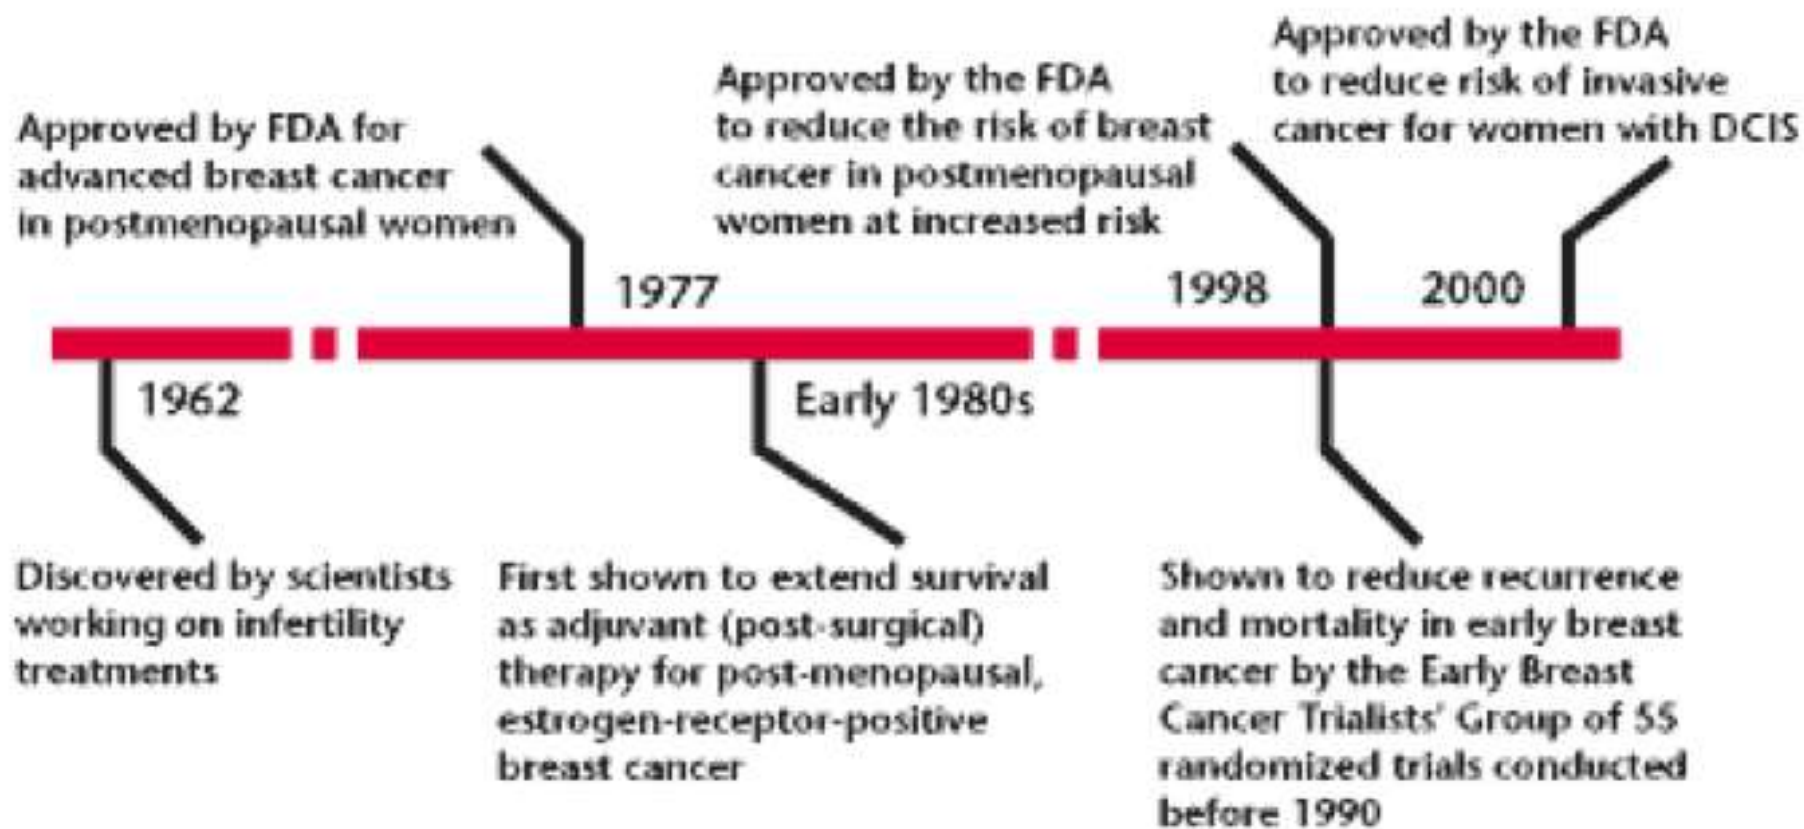 Approved by FDA for
advanced breast cancer
in postmenopausal women
Approved by the FDA
to reduce the risk of breast
cancer in postmenopausal
women at increased risk
Approved by the FDA
to reduce risk of invasive
cancer for women with DCIS
1977
1998
2000
1962
Early 1980s
Discovered by scientists
working on infertility
treatments
First shown to extend survival
as adjuvant (post-surgical)
therapy for post-menopausal,
estrogen-receptor-positive
breast cancer
Shown to reduce recurrence
and mortality in early breast
cancer by the Early Breast
Cancer Trialists' Group of 55
randomized trials conducted
before 1990